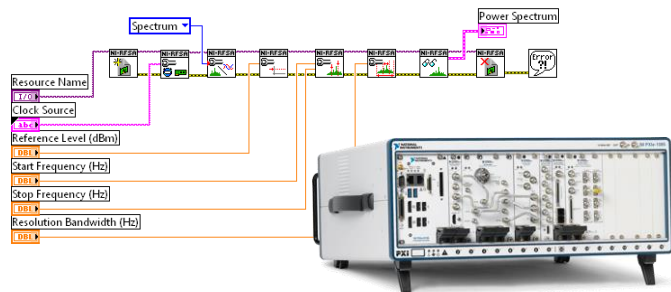 Spectrum
Power Spectrum
NI-RFSA NI-RFSA NI-RFSA NI-RFSA NI-RFSA NI-RFSA NI-RFSA NI-RFSA
Error
?!
Resource Name
I/O
Clock Source
abc
Reference Level (dBm)
DBL
Start Frequency (Hz)
DBL
Stop Frequency (Hz)
DBL
Resolution Bandwidth (Hz)
DBL
NATIONAL
INSTRUMENTS
PXI